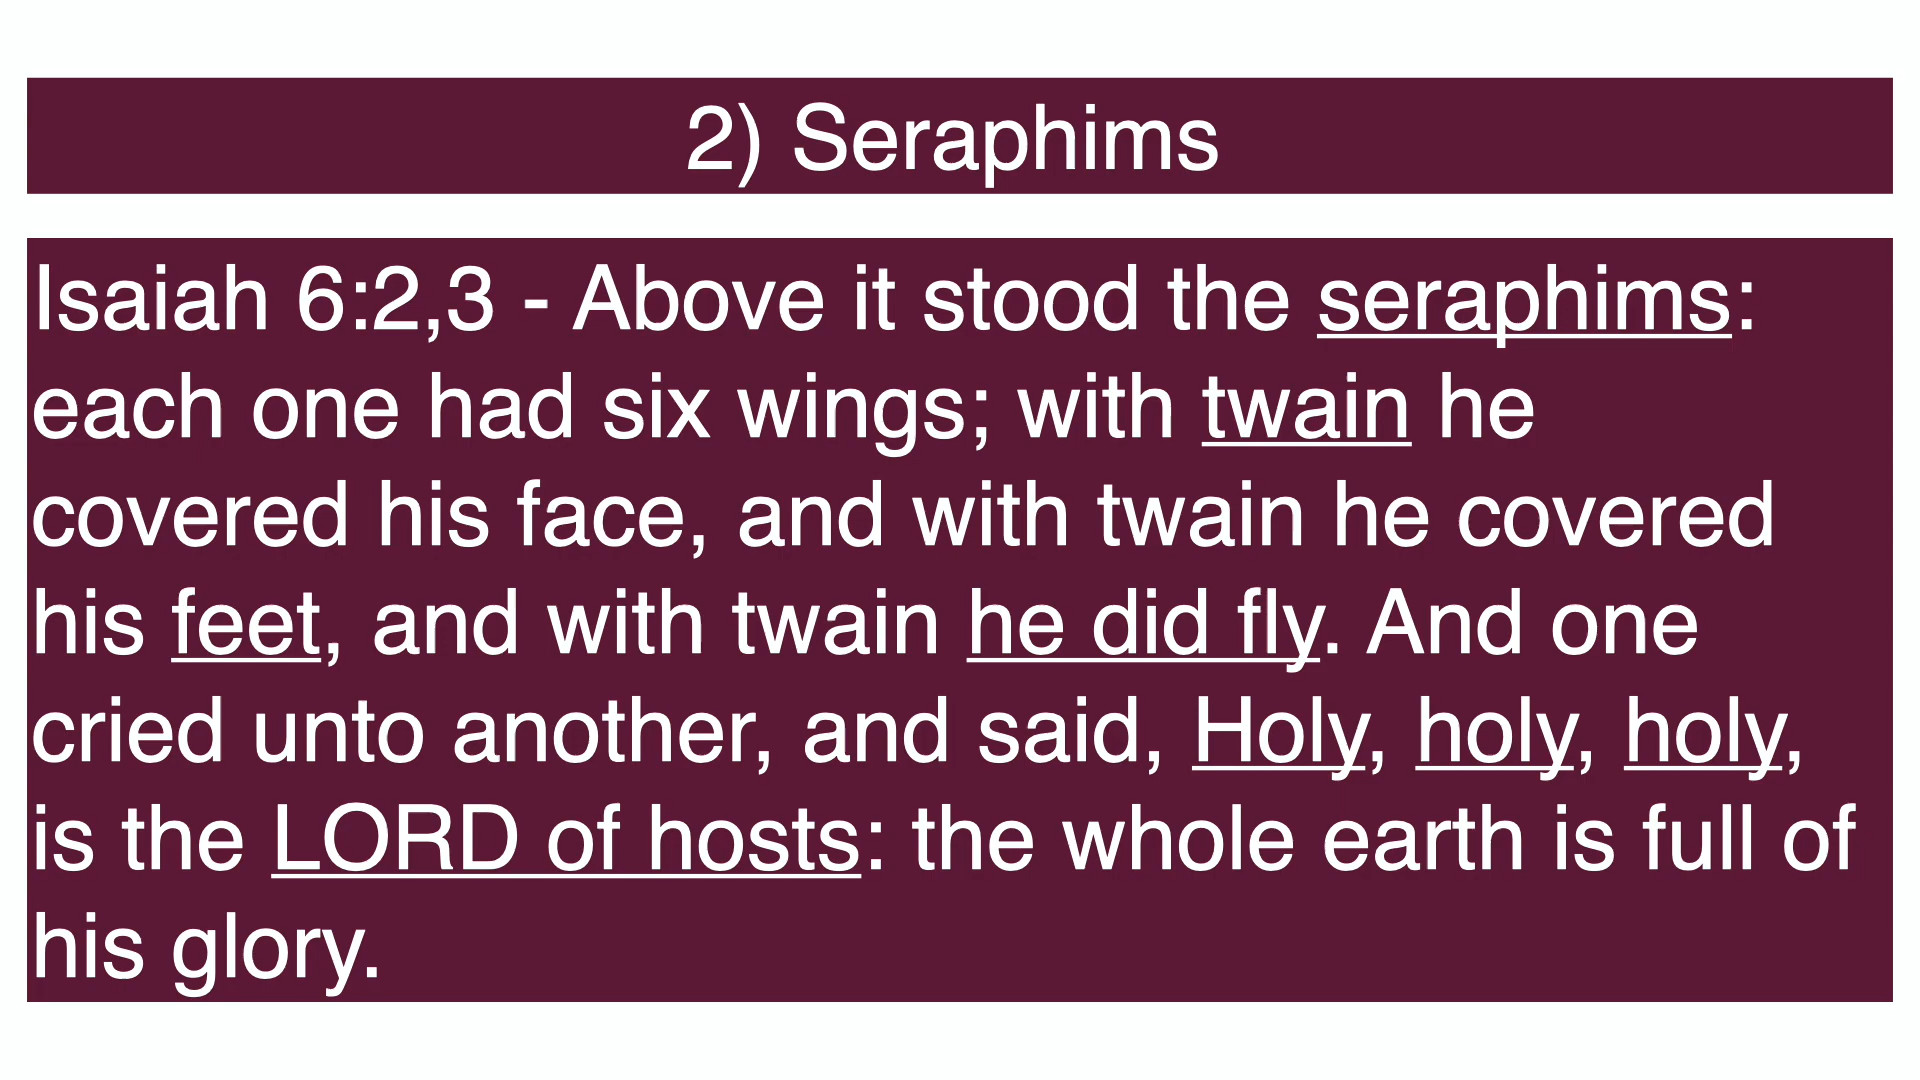 2) Seraphims
Isaiah 6:2,3 - Above it stood the seraphims:
each one had six wings; with twain he
covered his face, and with twain he covered
his feet, and with twain he did fly. And one
cried unto another, and said, Holy, holy, holy,
is the LORD of hosts: the whole earth is full of
his glory.